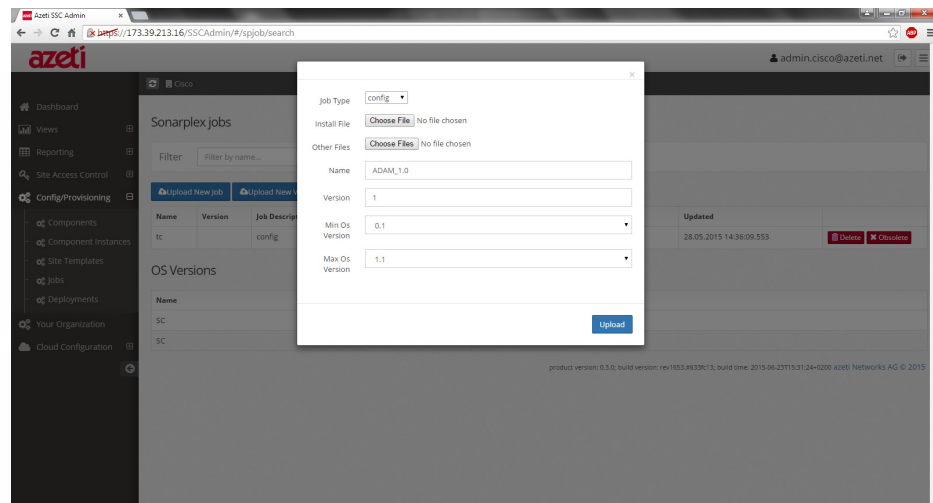 Azeti SSC Admin
https://173.39.213.16/SSCAdmin/#/spjob/search
ABP
azeti
admin.cisco@azeti.net
Cisco
Dashboard
Views
Reporting
Site Access Control
Config/Provisioning
Components
Component Instances
Site Templates
Jobs
Deployments
Your Organization
Cloud Configuration
Sonarplex jobs
Filter Filter by name...
Upload New Job Upload New V
Name Version Job Descrip Updated
tc config 28.05.2015 14:36:09.553 Delete Obsolete
OS Versions
Name
SC
SC
×
Job Type config
Install File Choose File No file chosen
Other Files Choose Files No file chosen
Name ADAM_1.0
Version 1
Min Os Version 0.1
Max Os Version 1.1
Upload
product version: 0.3.0; build version: build time: 2015-06-23T15:31:24+0200 azeti Networks AG © 2015